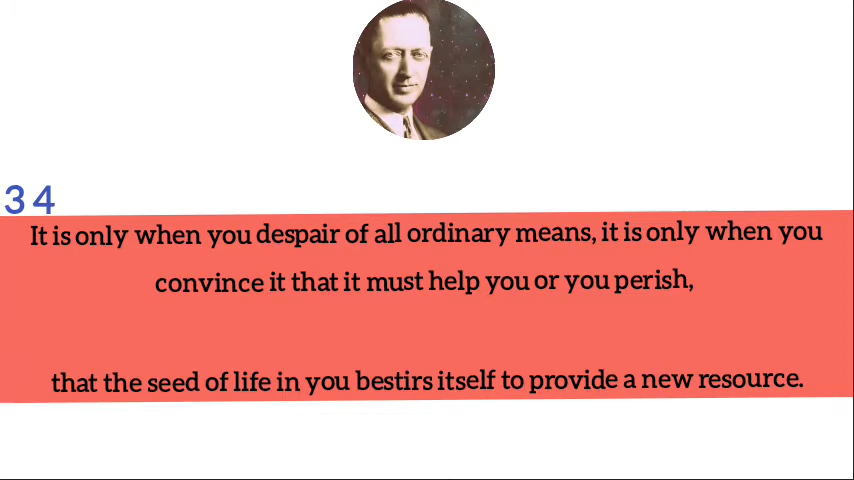 34
It is only when you despair of all ordinary means, it is only when you
convince it that it must help you or you perish,
that the seed of life in you bestirs itself to provide a new resource.